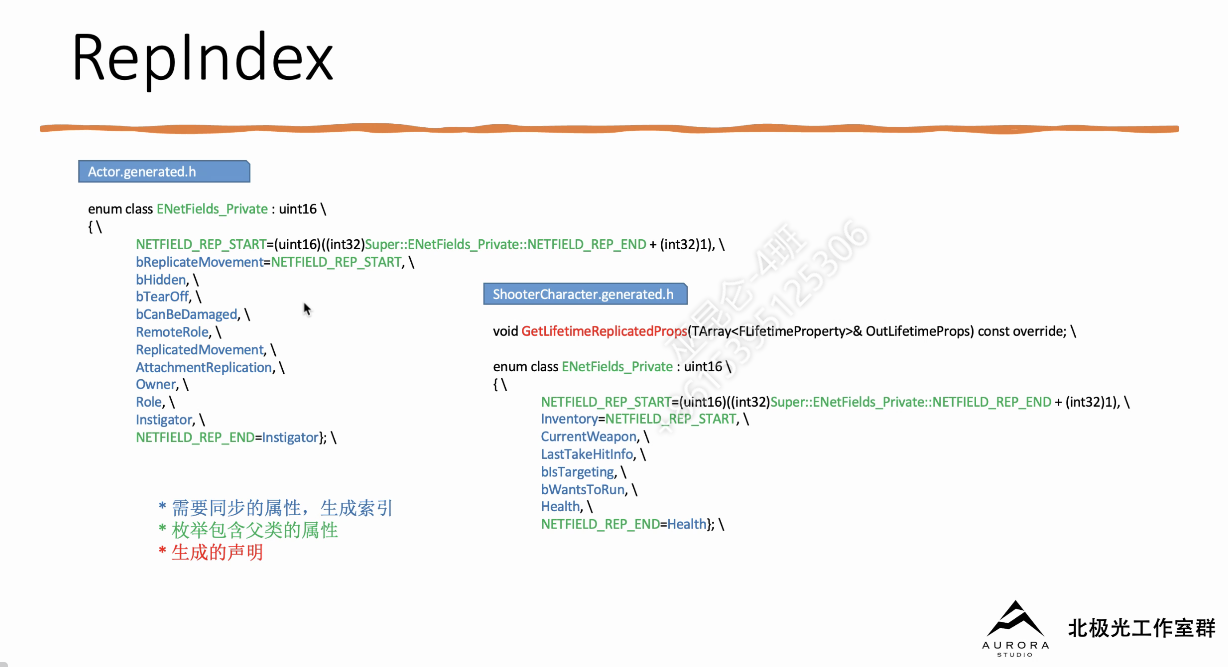 RepIndex
Actor.generated.h
enum class ENetFields_Private : uint16 \
{ \
NETFIELD_REP_START=(uint16)((int32)Super::ENetFields_Private::NETFIELD_REP_END + (int32)1), \
bReplicateMovement=NETFIELD_REP_START, \
bHidden, \
bTearOff, \
bCanBeDamaged, \
RemoteRole, \
ReplicatedMovement, \
AttachmentReplication, \
Owner, \
Role, \
Instigator, \
NETFIELD_REP_END=Instigator}; \
ShooterCharacter.generated.h
void GetLifetimeReplicatedProps(TArray<FLifetimeProperty>& OutLifetimeProps) const override; \
enum class ENetFields_Private : uint16 \
{ \
NETFIELD_REP_START=(uint16)((int32)Super::ENetFields_Private::NETFIELD_REP_END + (int32)1), \
Inventory=NETFIELD_REP_START, \
CurrentWeapon, \
LastTakeHitInfo, \
bIsTargeting, \
bWantsToRun, \
Health, \
NETFIELD_REP_END=Health}; \
* 需要同步的属性，生成索引
* 枚举包含父类的属性
* 生成的声明
AURORA
STUDIO
北极光工作室群